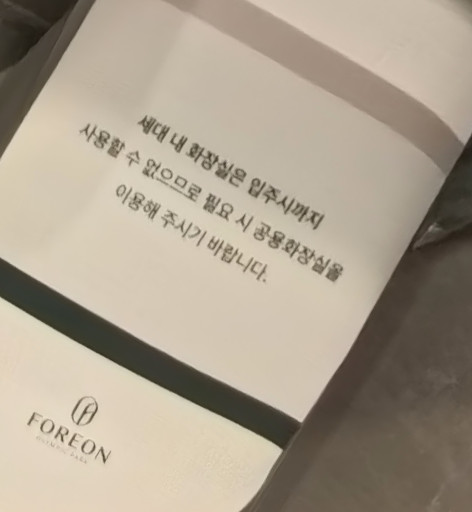 세대 내 화장실은 입주시까지
사용할 수 없으므로 필요 시 공용화장실을
이용해 주시기 바랍니다.
FOREON
OLYMPIC PARK